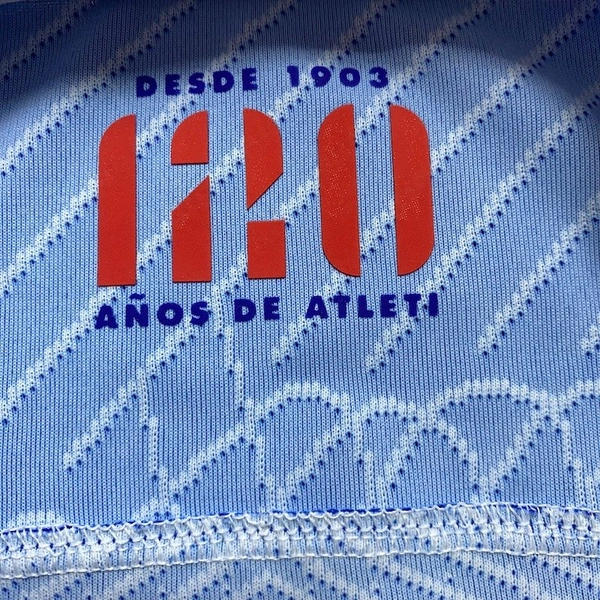 DESDE 1903
120
AÑOS DE ATLETI